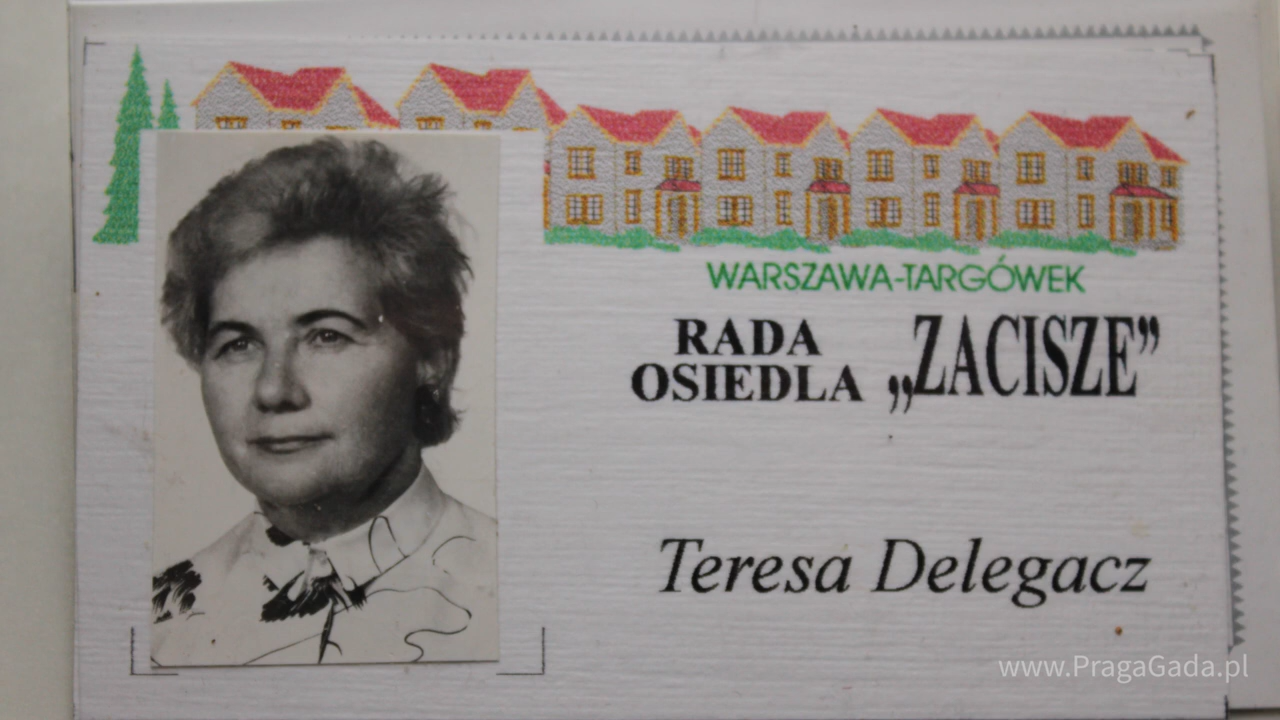 WARSZAWA-TARGÓWEK
RADA
OSIEDLA „ZACISZE”
Teresa Delegacz
www.PragaGada.pl